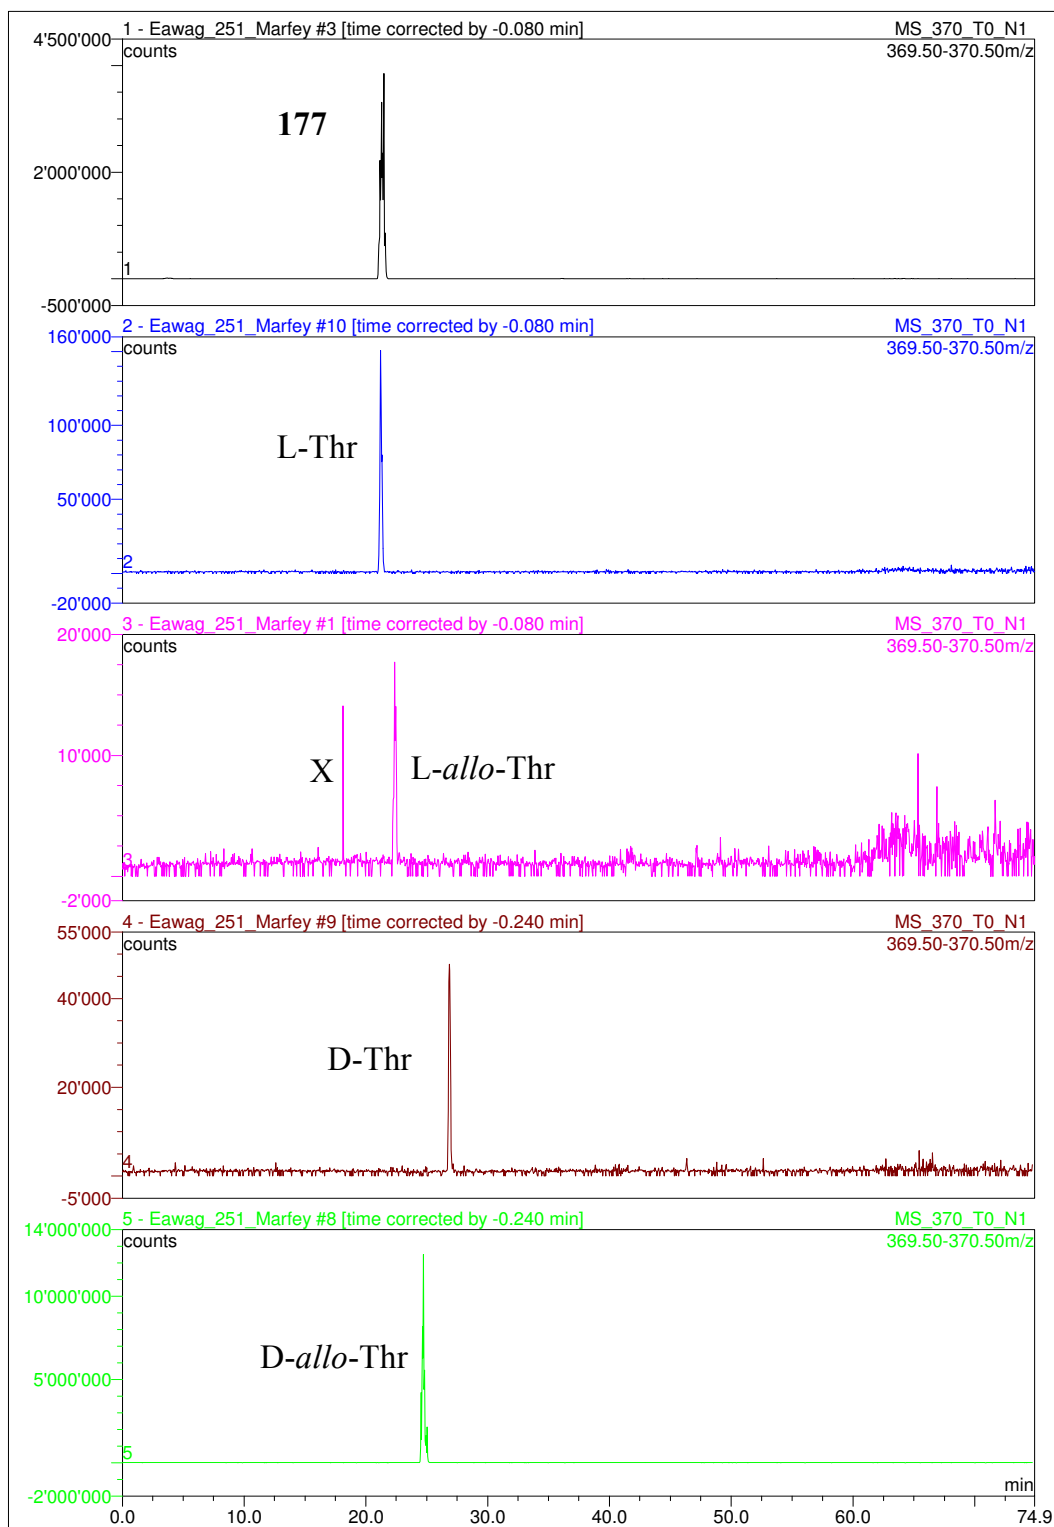 1 - Eawag_251_Marfey #3 [time corrected by -0.080 min] MS_370_T0_N1
4'500'000
counts 369.50-370.50m/z
177
2'000'000
1
-500'000
2 - Eawag_251_Marfey #10 [time corrected by -0.080 min] MS_370_T0_N1
160'000
counts 369.50-370.50m/z
100'000
L-Thr
50'000
2
-20'000
3 - Eawag_251_Marfey #1 [time corrected by -0.080 min] MS_370_T0_N1
20'000
counts 369.50-370.50m/z
10'000
X L-allo-Thr
3
-2'000
4 - Eawag_251_Marfey #9 [time corrected by -0.240 min] MS_370_T0_N1
55'000
counts 369.50-370.50m/z
40'000
D-Thr
20'000
4
-5'000
5 - Eawag_251_Marfey #8 [time corrected by -0.240 min] MS_370_T0_N1
14'000'000
counts 369.50-370.50m/z
10'000'000
D-allo-Thr
5'000'000
5
min
-2'000'000
0.0 10.0 20.0 30.0 40.0 50.0 60.0 74.9